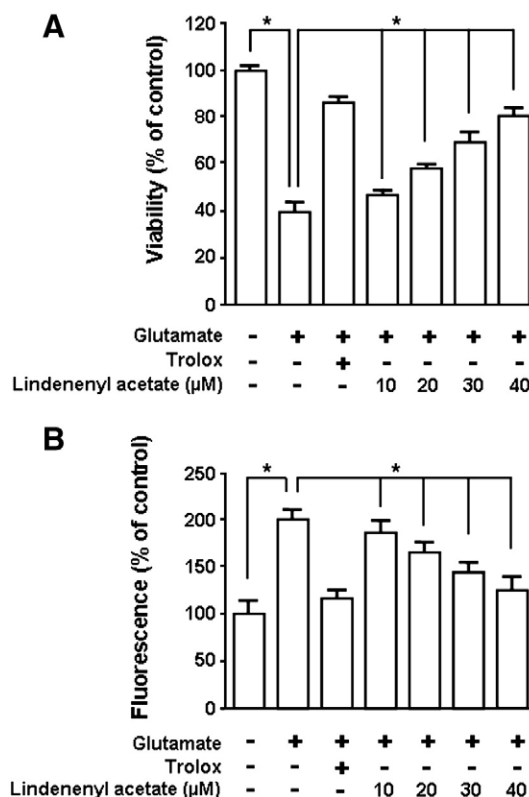 A
* *
120
100
80
60
40
20
0
Viability (% of control)
Glutamate - + + + + + +
Trolox - - + - - - -
Lindenenyl acetate (µM) - - - 10 20 30 40
B
* *
250
200
150
100
50
0
Fluorescence (% of control)
Glutamate - + + + + + +
Trolox - - + - - - -
Lindenenyl acetate (µM) - - - 10 20 30 40